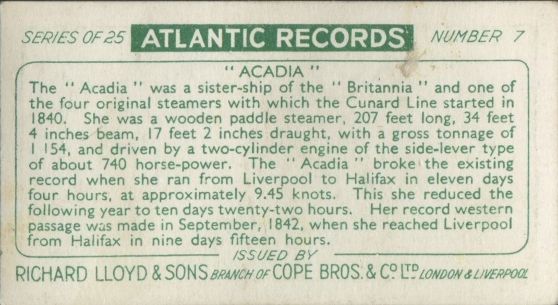 SERIES OF 25 ATLANTIC RECORDS NUMBER 7
"ACADIA"
The "Acadia" was a sister-ship of the "Britannia" and one of
the four original steamers with which the Cunard Line started in
1840. She was a wooden paddle steamer, 207 feet long, 34 feet
4 inches beam, 17 feet 2 inches draught, with a gross tonnage of
1 154, and driven by a two-cylinder engine of the side-lever type
of about 740 horse-power. The "Acadia" broke the existing
record when she ran from Liverpool to Halifax in eleven days
four hours, at approximately 9.45 knots. This she reduced the
following year to ten days twenty-two hours. Her record western
passage was made in September, 1842, when she reached Liverpool
from Halifax in nine days fifteen hours.
ISSUED BY
RICHARD LLOYD & SONS BRANCH OF COPE BROS. & CO LTD LONDON & LIVERPOOL